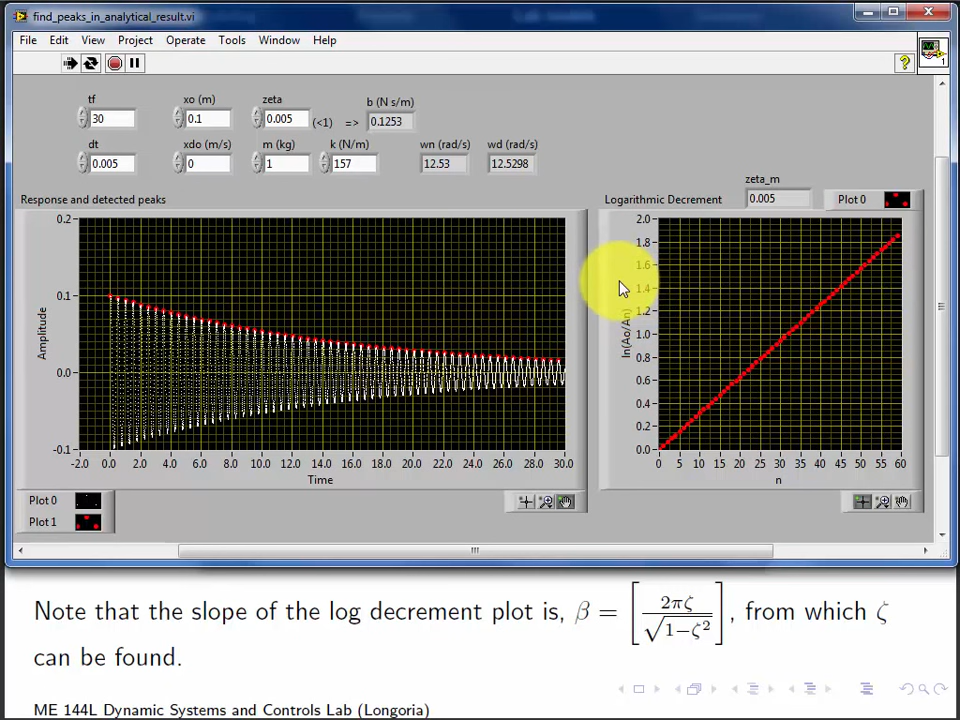 find_peaks_in_analytical_result.vi
File Edit View Project Operate Tools Window Help
tf
30
xo (m)
0.1
zeta
0.005
(<1) =>
b (N s/m)
0.1253
dt
0.005
xdo (m/s)
0
m (kg)
1
k (N/m)
157
wn (rad/s)
12.53
wd (rad/s)
12.5298
Response and detected peaks
Amplitude
0.2
0.1
0.0
-0.1
-2.0 0.0 2.0 4.0 6.0 8.0 10.0 12.0 14.0 16.0 18.0 20.0 22.0 24.0 26.0 28.0 30.0
Time
Plot 0
Plot 1
Logarithmic Decrement
zeta_m
0.005
Plot 0
ln(Ao/An)
2.0
1.8
1.6
1.4
1.2
1.0
0.8
0.6
0.4
0.2
0.0
0 5 10 15 20 25 30 35 40 45 50 55 60
n
1
Note that the slope of the log decrement plot is, β = [2πζ / √1−ζ²], from which ζ
can be found.
ME 144L Dynamic Systems and Controls Lab (Longoria)